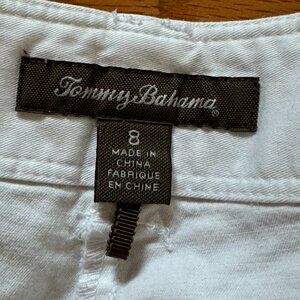 Tommy Bahama®
8
MADE IN
CHINA
FABRIQUE
EN CHINE